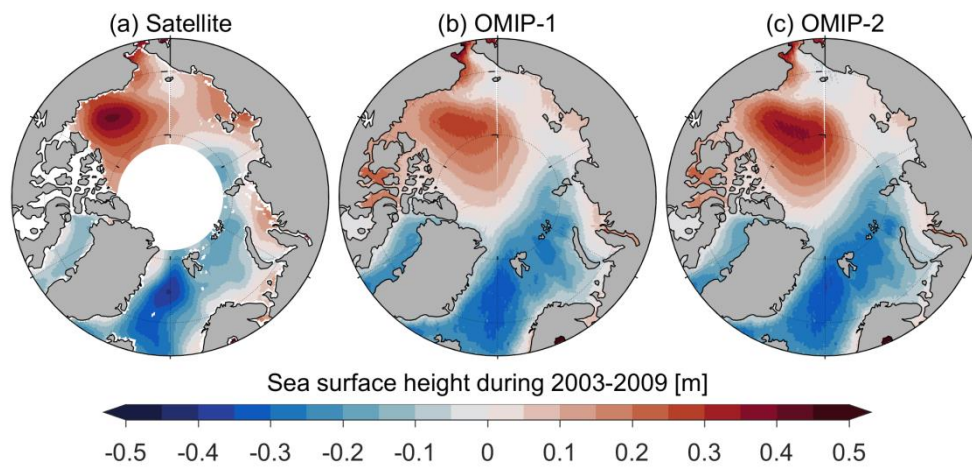 (a) Satellite (b) OMIP-1 (c) OMIP-2
Sea surface height during 2003-2009 [m]
-0.5 -0.4 -0.3 -0.2 -0.1 0 0.1 0.2 0.3 0.4 0.5